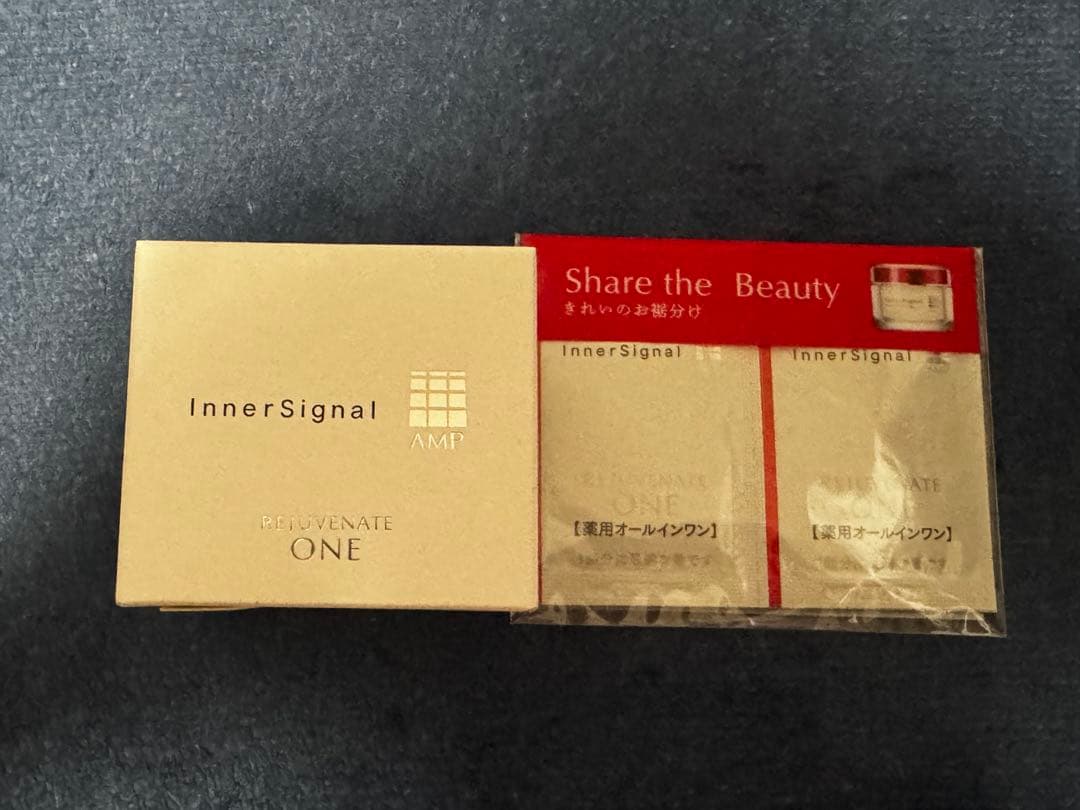 InnerSignal
AMP
REJUVENATE
ONE
Share the Beauty
きれいのお裾分け
InnerSignal
REJUVENATE
ONE
【薬用オールインワン】
InnerSignal
REJUVENATE
ONE
【薬用オールインワン】